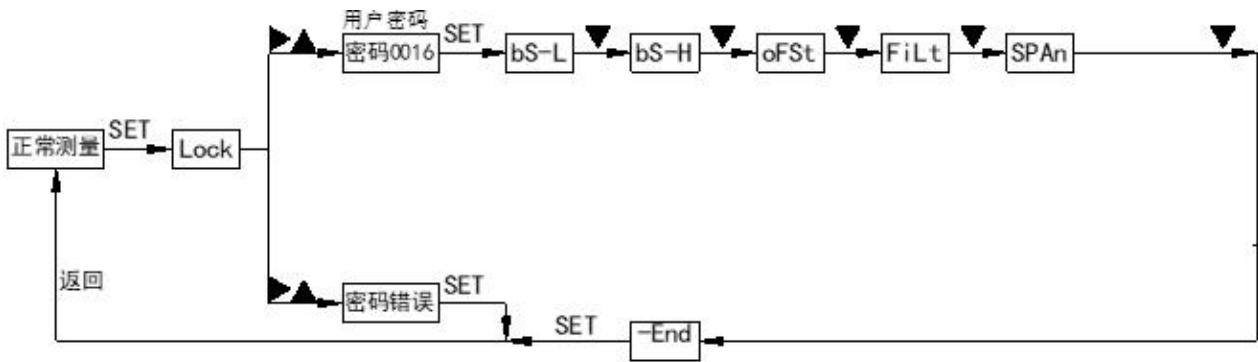 用户密码
密码0016
SET
bS-L
bS-H
oFSt
FiLt
SPAn
正常测量
SET
Lock
返回
密码错误
SET
SET
-End